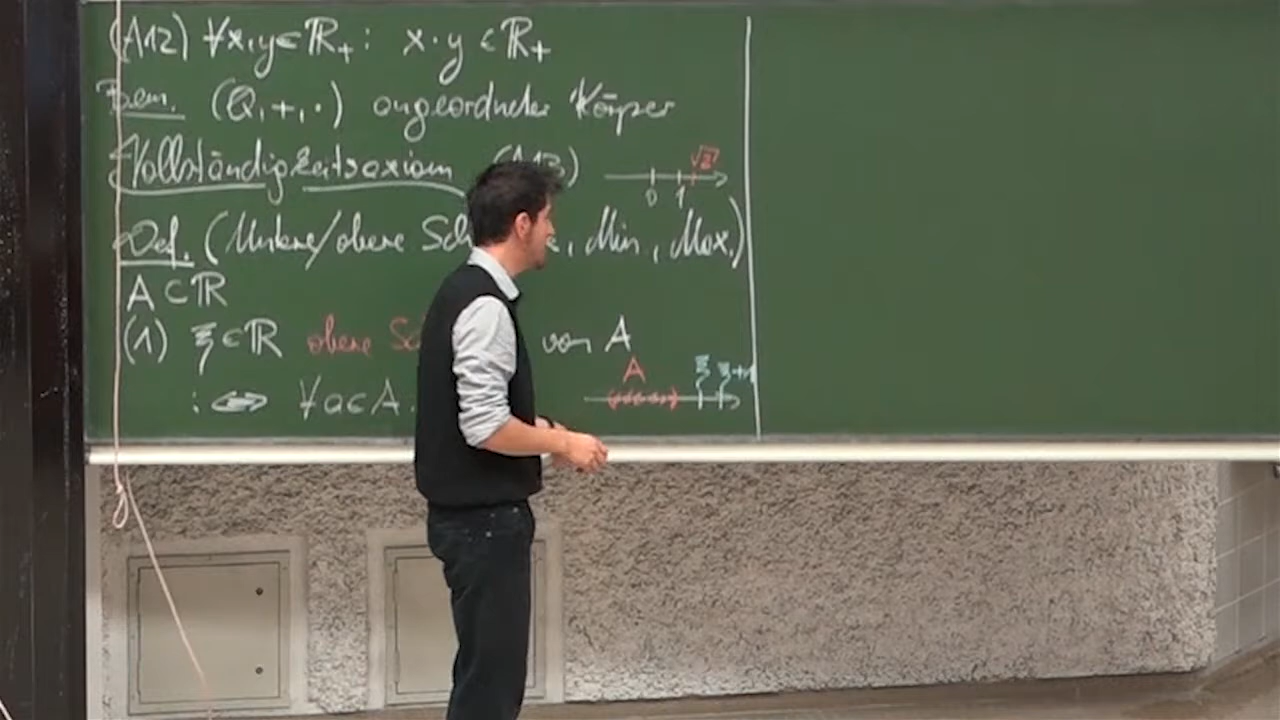 (A12) ∀x,y∈ℝ₊: x·y ∈ℝ₊
Bem. (ℚ,+,·) angeordneter Körper
Vollständigkeitsaxiom (A13)
0 1 √2
Def. (Untere/obere Sch , Min, Max.)
A⊂ℝ
(1) ξ∈ℝ obere Sc von A
:⇔ ∀a∈A
A ξ ξ+1